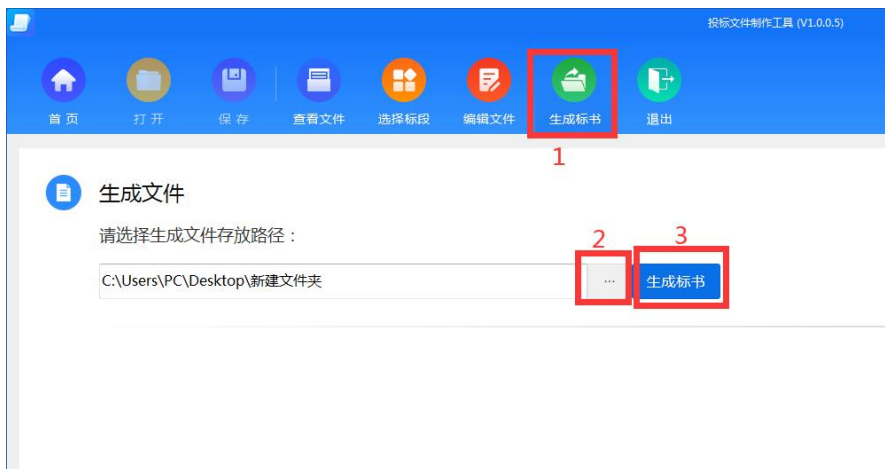 投标文件制作工具 (V1.0.0.5)
首页 打开 保存 查看文件 选择标段 编辑文件 生成标书 退出
1
生成文件
请选择生成文件存放路径：
2 3
C:\Users\PC\Desktop\新建文件夹 ... 生成标书